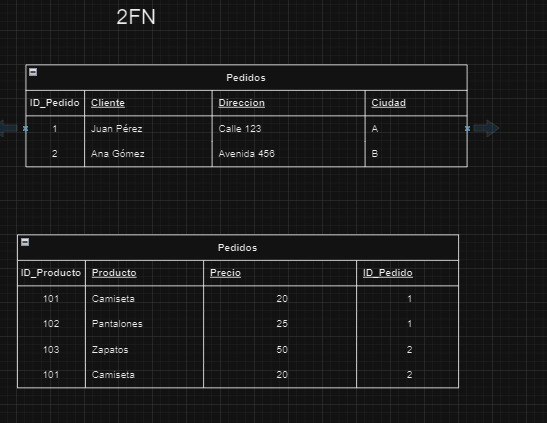 2FN
Pedidos
ID_Pedido Cliente Direccion Ciudad
1 Juan Pérez Calle 123 A
2 Ana Gómez Avenida 456 B
Pedidos
ID_Producto Producto Precio ID_Pedido
101 Camiseta 20 1
102 Pantalones 25 1
103 Zapatos 50 2
101 Camiseta 20 2